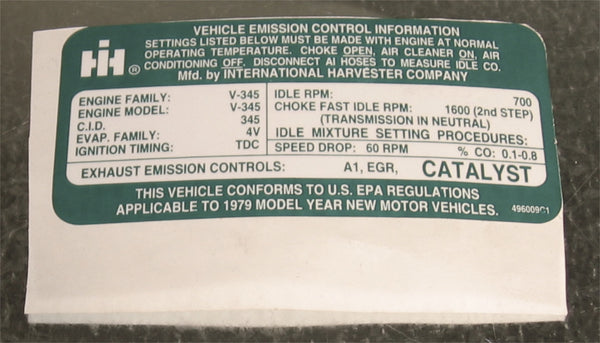 VEHICLE EMISSION CONTROL INFORMATION
SETTINGS LISTED BELOW MUST BE MADE WITH ENGINE AT NORMAL
OPERATING TEMPERATURE. CHOKE OPEN, AIR CLEANER ON, AIR
CONDITIONING OFF. DISCONNECT AI HOSES TO MEASURE IDLE CO.
Mfd. by INTERNATIONAL HARVESTER COMPANY
IH ®
ENGINE FAMILY: V-345
ENGINE MODEL: V-345
C.I.D. 345
EVAP. FAMILY: 4V
IGNITION TIMING: TDC
IDLE RPM: 700
CHOKE FAST IDLE RPM: 1600 (2nd STEP)
(TRANSMISSION IN NEUTRAL)
IDLE MIXTURE SETTING PROCEDURES:
SPEED DROP: 60 RPM % CO: 0.1-0.8
EXHAUST EMISSION CONTROLS: A1, EGR, CATALYST
THIS VEHICLE CONFORMS TO U.S. EPA REGULATIONS
APPLICABLE TO 1979 MODEL YEAR NEW MOTOR VEHICLES.
496009C1